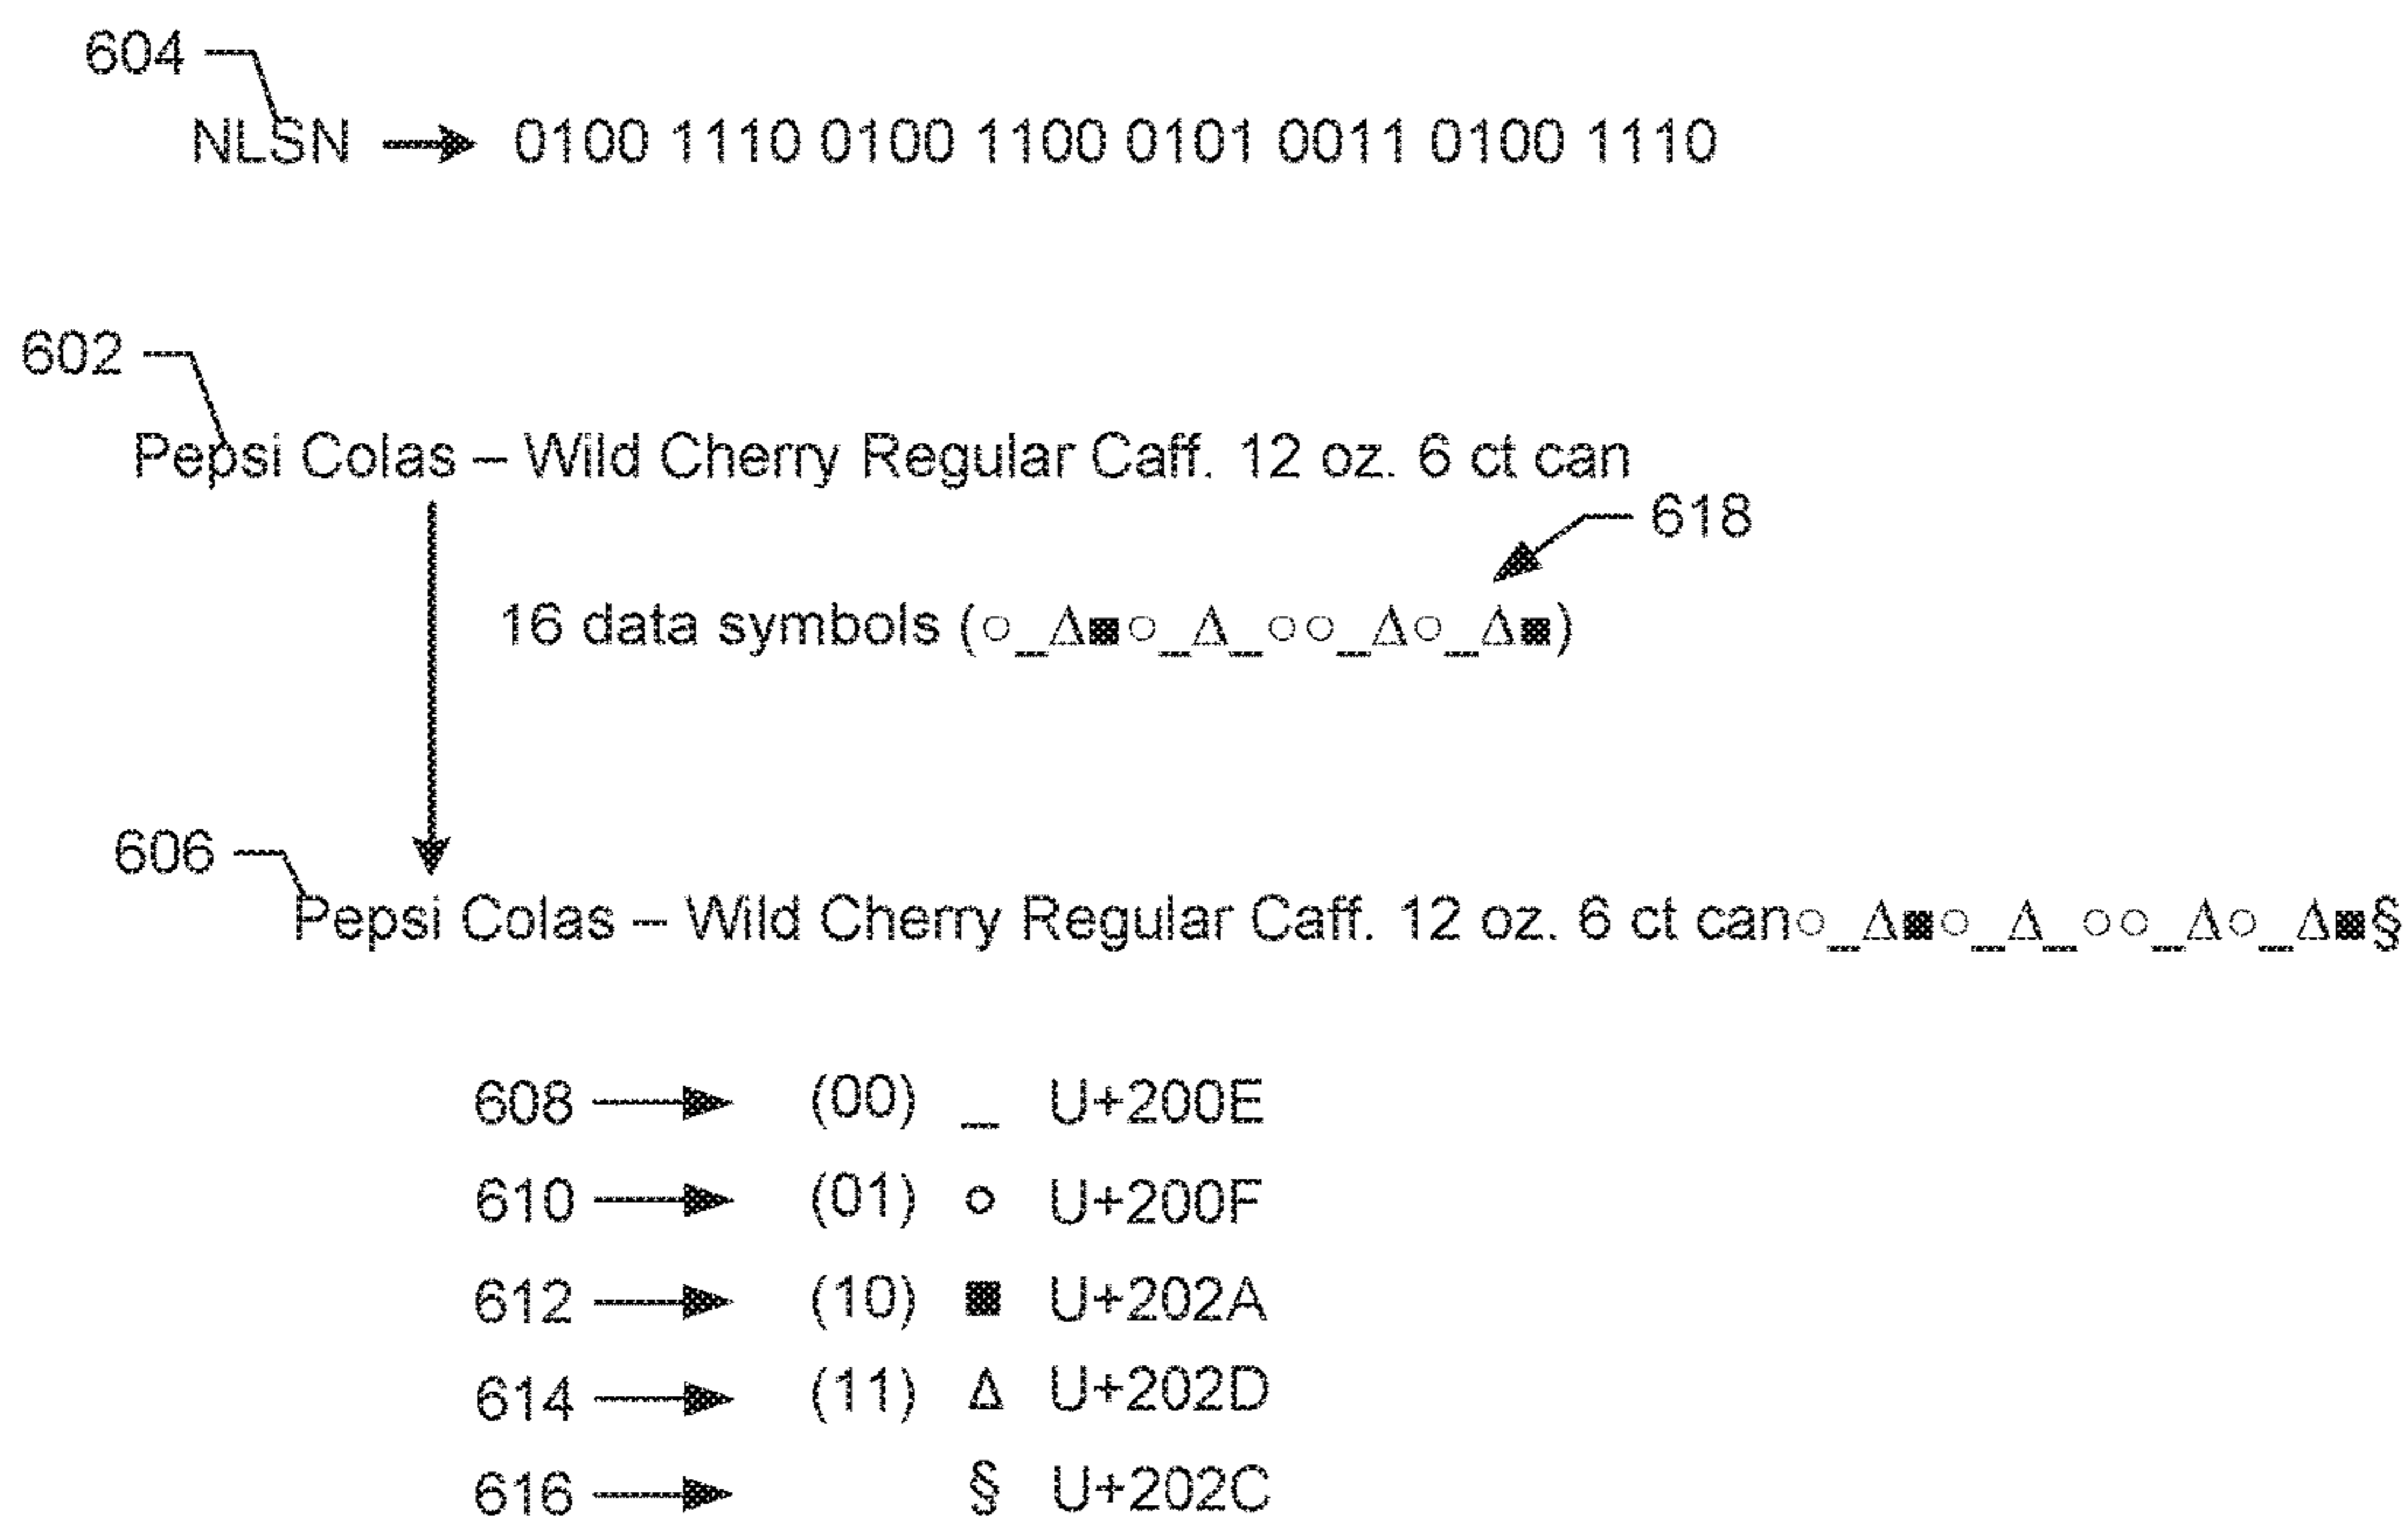 604
NLSN → 0100 1110 0100 1100 0101 0011 0100 1110
602
Pepsi Colas – Wild Cherry Regular Caff. 12 oz. 6 ct can
618
16 data symbols (○_Δ■○_Δ_○○_Δ○_Δ■)
606
Pepsi Colas – Wild Cherry Regular Caff. 12 oz. 6 ct can○_Δ■○_Δ_○○_Δ○_Δ■§
608 → (00) _ U+200E
610 → (01) ○ U+200F
612 → (10) ■ U+202A
614 → (11) Δ U+202D
616 → § U+202C